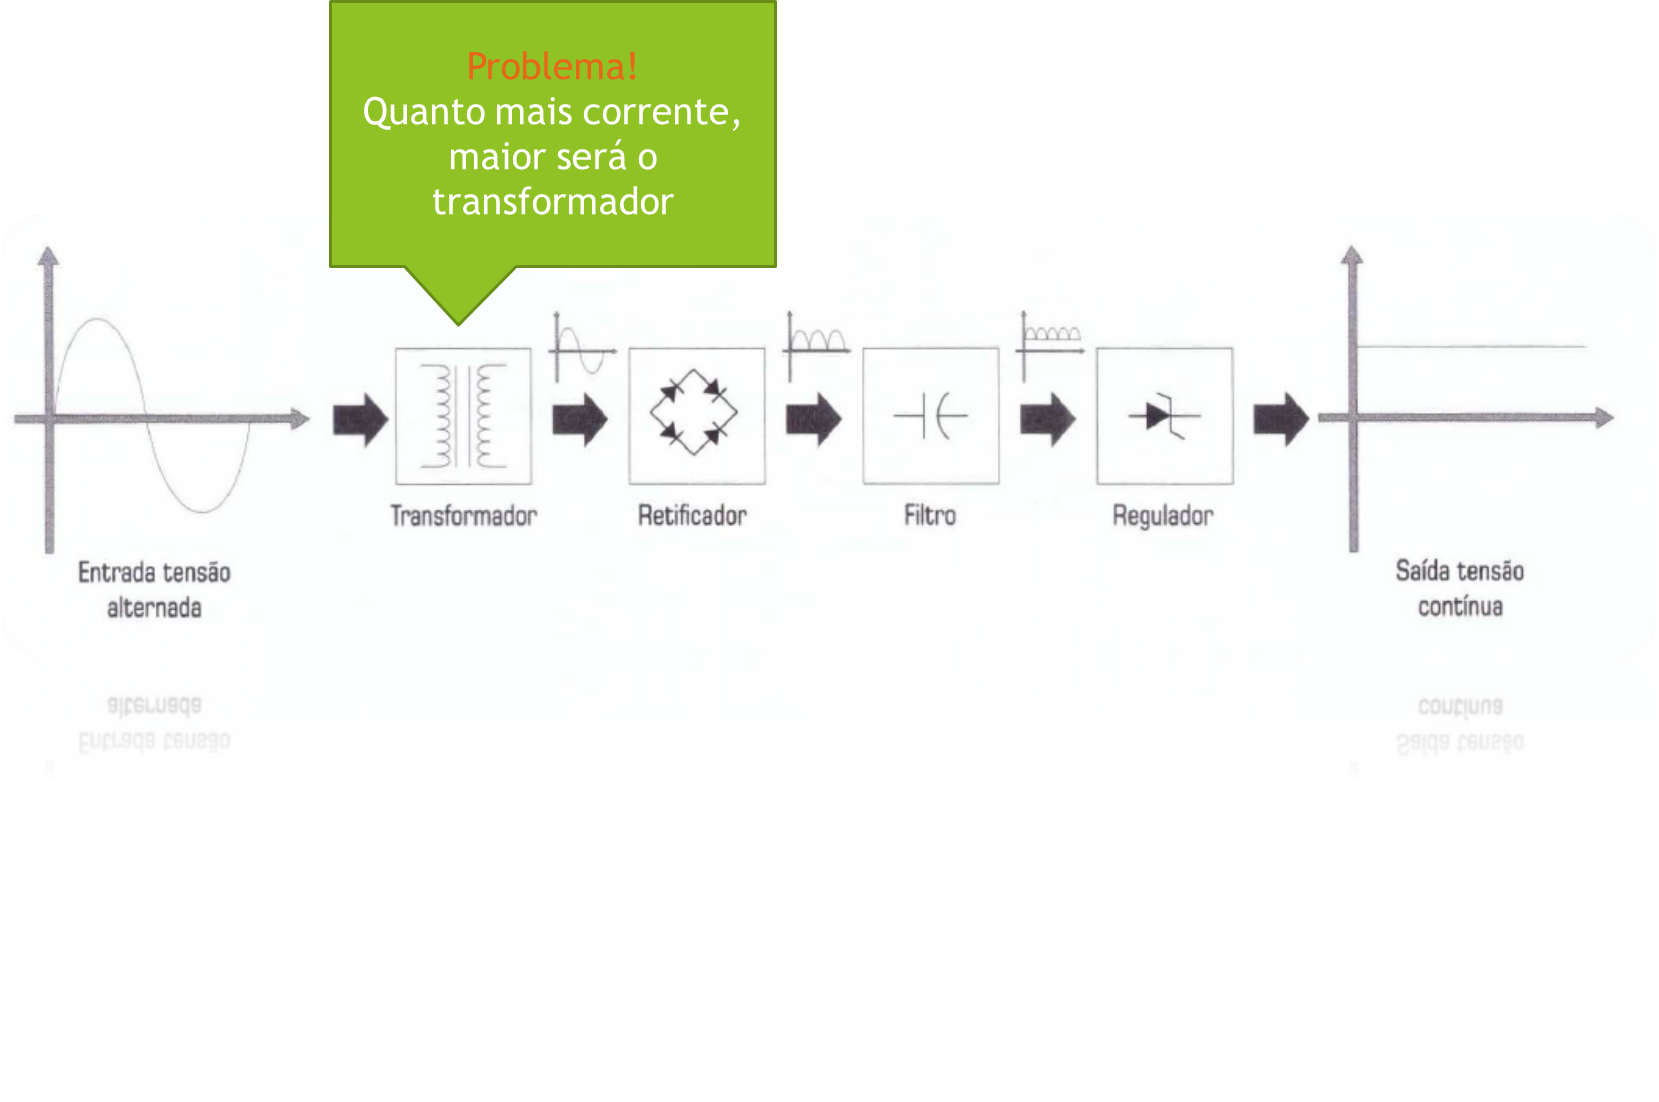 Problema!
Quanto mais corrente,
maior será o
transformador
Transformador
Retificador
Filtro
Regulador
Entrada tensão
alternada
Saída tensão
contínua